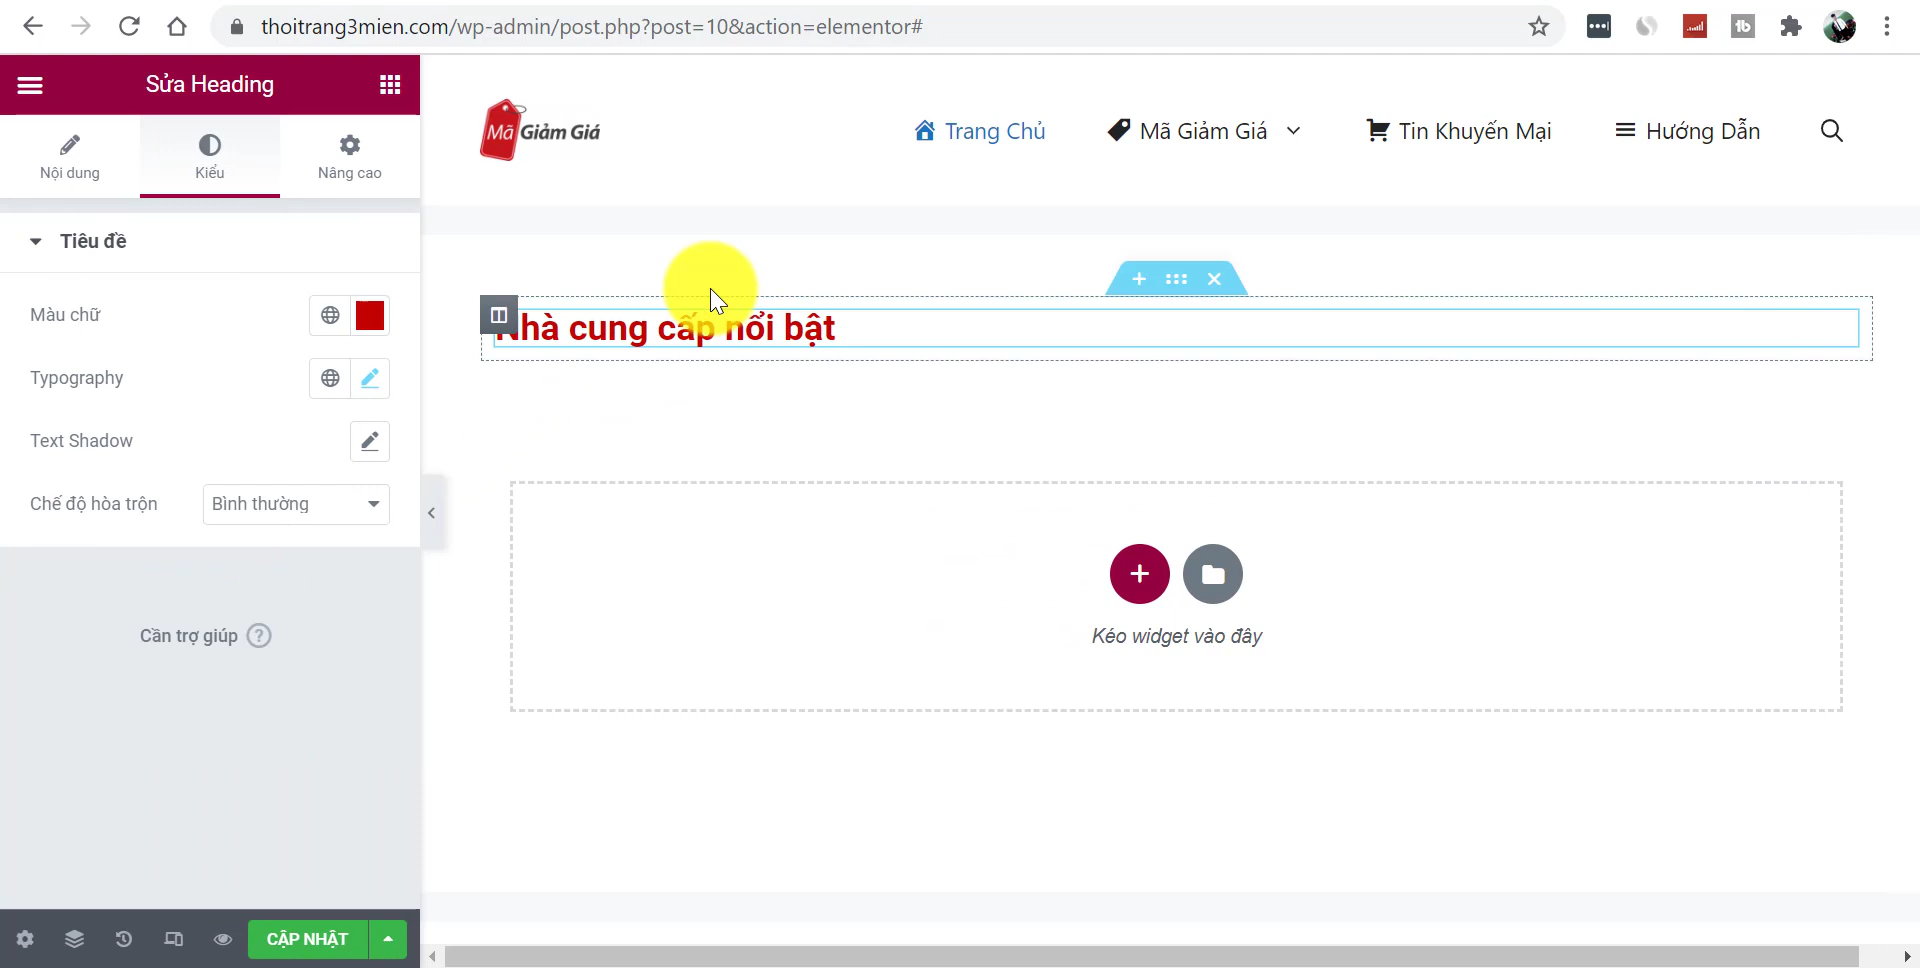 thoitrang3mien.com/wp-admin/post.php?post=10&action=elementor#
Sửa Heading
Nội dung
Kiểu
Nâng cao
Tiêu đề
Màu chữ
Typography
Text Shadow
Chế độ hòa trộn
Bình thường
Cần trợ giúp ?
CẬP NHẬT
Mã Giảm Giá
Trang Chủ
Mã Giảm Giá
Tin Khuyến Mại
Hướng Dẫn
Nhà cung cấp nổi bật
Kéo widget vào đây